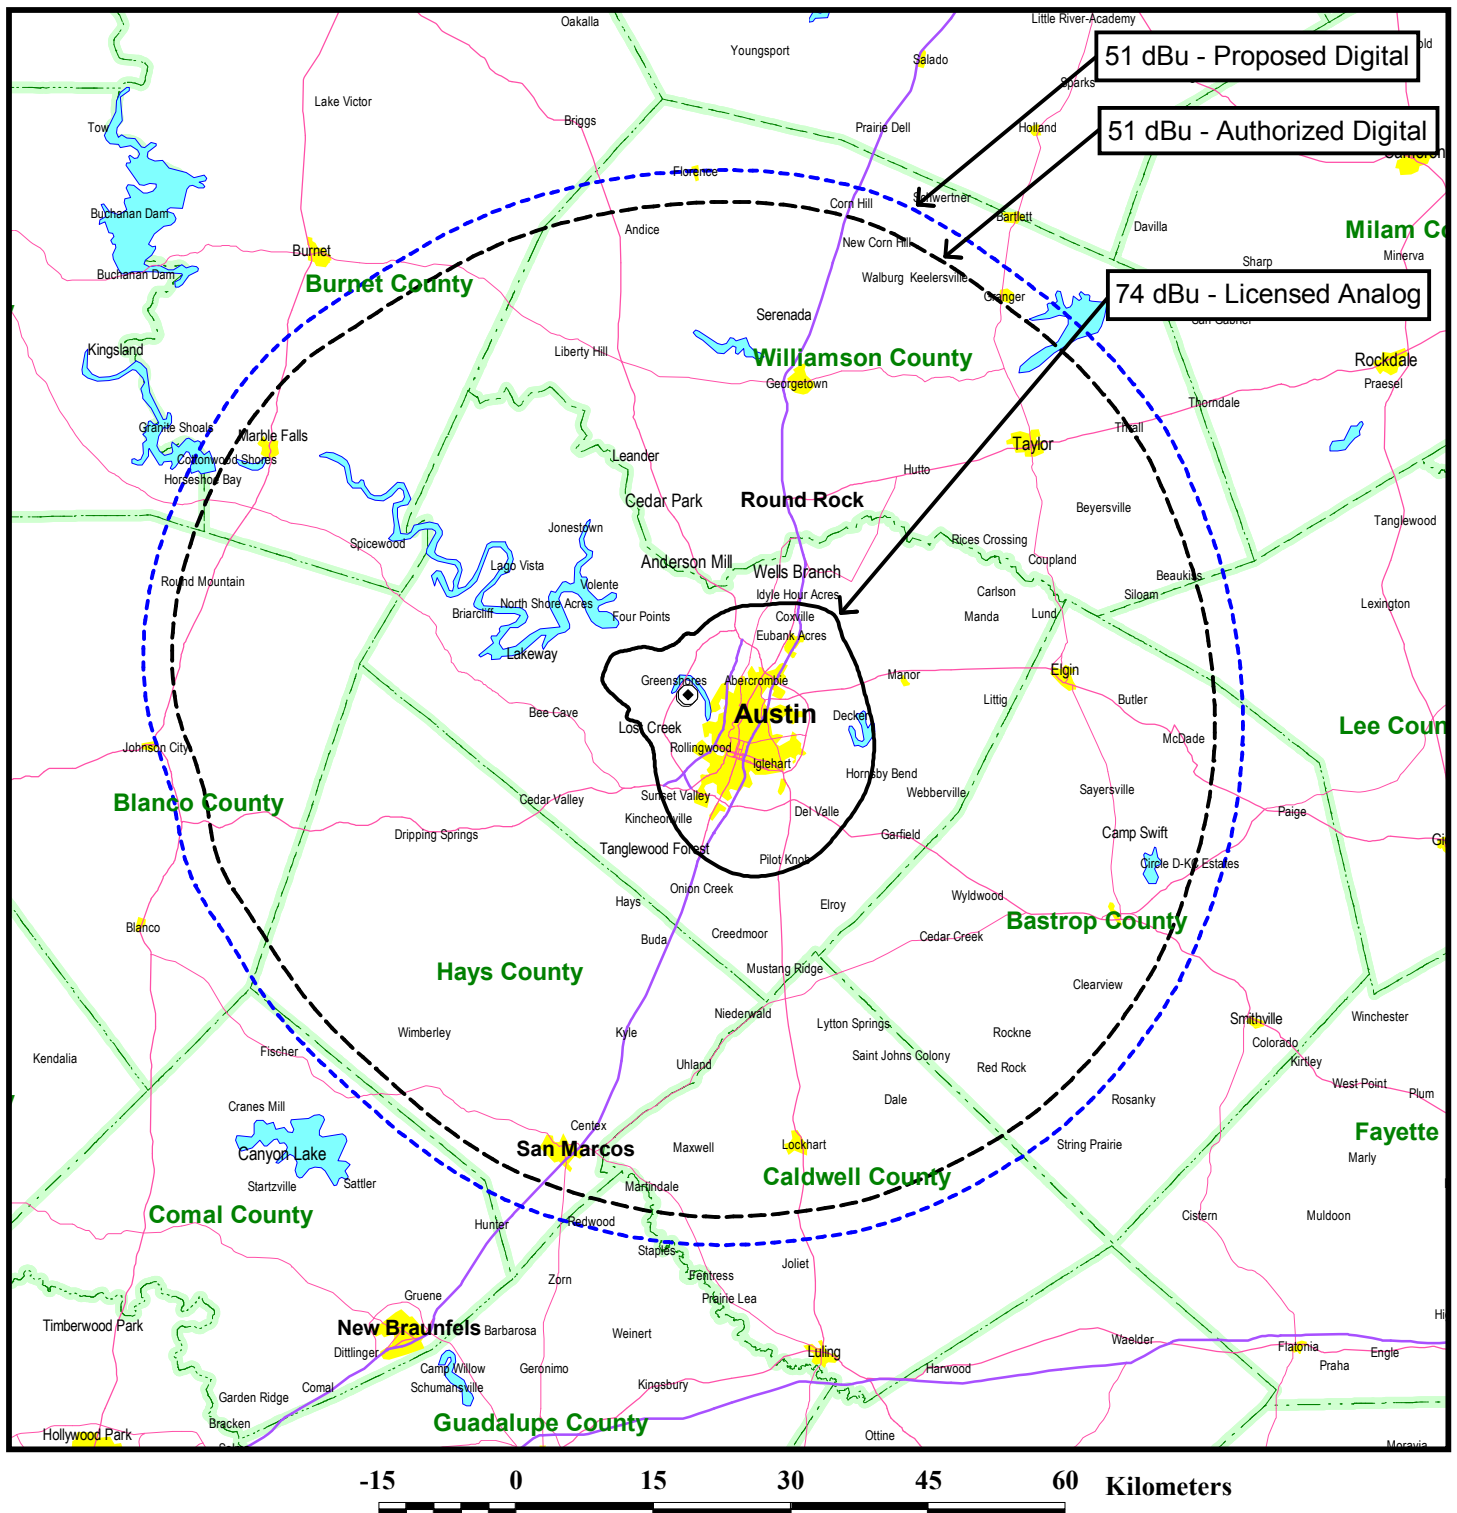 Oakalla
Little River-Academy
Youngsport
Salado
51 dBu - Proposed Digital
Sparks
Lake Victor
Briggs
Tow
Prairie Dell
Holland
51 dBu - Authorized Digital
Cameron
Florence
Schwertner
Corn Hill
Buchanan Dam
Bartlett
Davilla
Andice
New Corn Hill
Milam Co
Burnet
Sharp
Minerva
Buchanan Dam
Burnet County
Walburg
Keelersville
Granger
74 dBu - Licensed Analog
Serenada
San Gabriel
Kingsland
Liberty Hill
Williamson County
Rockdale
Georgetown
Praesel
Thorndale
Granite Shoals
Marble Falls
Thrall
Taylor
Cottonwood Shores
Leander
Hutto
Horseshoe Bay
Cedar Park
Round Rock
Beyersville
Tanglewood
Jonestown
Spicewood
Rices Crossing
Anderson Mill
Coupland
Lago Vista
Wells Branch
Round Mountain
Volente
Beaukiss
Idyle Hour Acres
Carlson
Siloam
Briarcliff
North Shore Acres
Four Points
Coxville
Manda
Lund
Lexington
Eubank Acres
Lakeway
Greenshores
Abercrombie
Manor
Elgin
Littig
Butler
Bee Cave
Lost Creek
Austin
Decker
Lee Coun
Johnson City
Rollingwood
McDade
Iglehart
Hornsby Bend
Blanco County
Cedar Valley
Sunset Valley
Webberville
Sayersville
Kincheonville
Del Valle
Paige
Dripping Springs
Garfield
Camp Swift
Gi
Tanglewood Forest
Pilot Knob
Circle D-KC Estates
Onion Creek
Hays
Elroy
Wyldwood
Blanco
Bastrop County
Buda
Creedmoor
Cedar Creek
Hays County
Mustang Ridge
Clearview
Niederwald
Wimberley
Kyle
Lytton Springs
Rockne
Smithville
Winchester
Fischer
Colorado
Kendalia
Uhland
Saint Johns Colony
Red Rock
Kirtley
West Point
Plum
Cranes Mill
Dale
Rosanky
Centex
Canyon Lake
San Marcos
Maxwell
Lockhart
String Prairie
Fayette
Marly
Startzville
Sattler
Martindale
Caldwell County
Comal County
Hunter
Redwood
Cistern
Muldoon
Staples
Joliet
Zorn
Fentress
Gruene
Prairie Lea
Hi
Timberwood Park
New Braunfels
Barbarosa
Weinert
Waelder
Dittlinger
Luling
Flatonia
Engle
Camp Willow
Geronimo
Harwood
Praha
Comal
Schumansville
Kingsbury
Garden Ridge
Bracken
Guadalupe County
Hollywood Park
Ottine
Moravia
-15 0 15 30 45 60 Kilometers